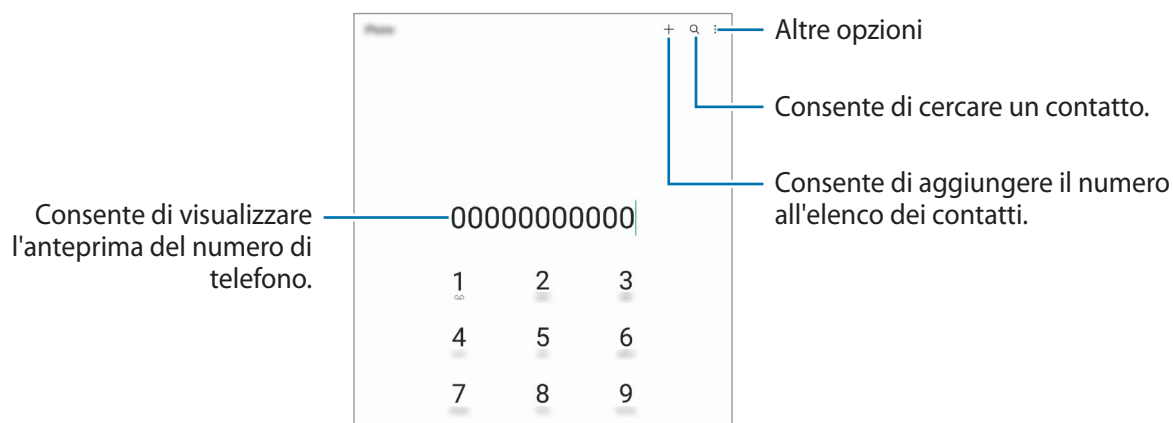 Altre opzioni
Consente di cercare un contatto.
Consente di aggiungere il numero
all'elenco dei contatti.
Consente di visualizzare
l'anteprima del numero di
telefono.
00000000000
1 2 3
4 5 6
7 8 9